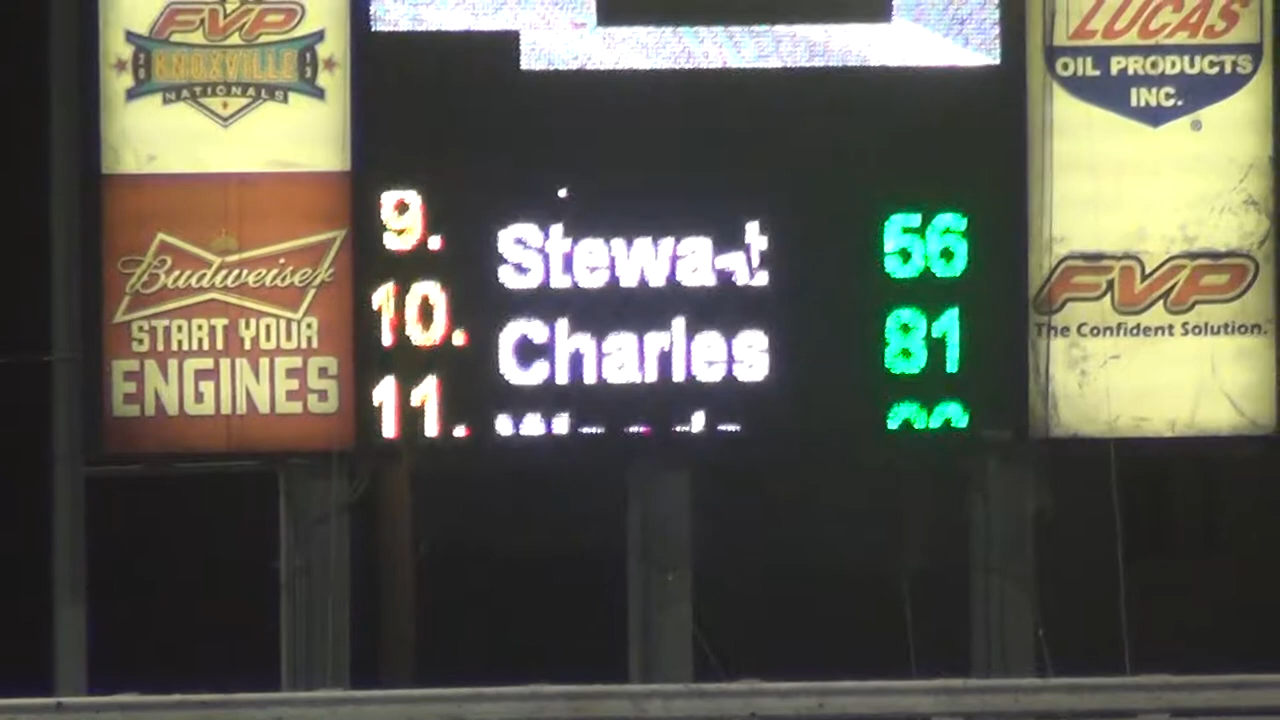 FVP
KNOXVILLE
NATIONALS
Budweiser
START YOUR
ENGINES
9. Stewart 56
10. Charles 81
11.
LUCAS
OIL PRODUCTS
INC.
®
FVP
The Confident Solution.